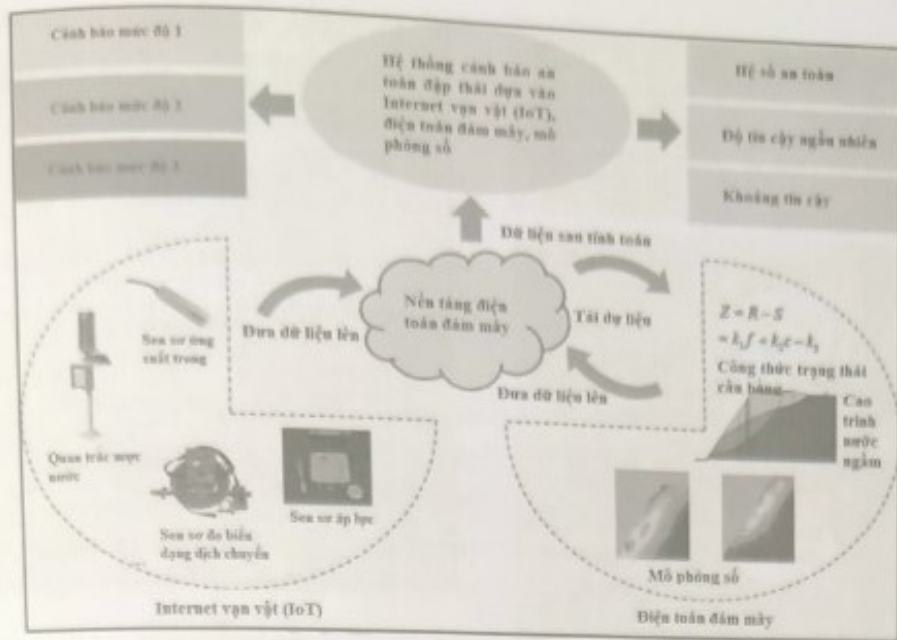 Cảnh báo mức độ 1
Cảnh báo mức độ 2
Cảnh báo mức độ 3
Hệ thống cảnh báo an
toàn đập thải dựa vào
Internet vạn vật (IoT),
điện toán đám mây, mô
phỏng số
Hệ số an toàn
Độ tin cậy ngẫu nhiên
Khoảng tin cậy
Dữ liệu sau tính toán
Nền tảng điện
toán đám mây
Đưa dữ liệu lên
Tải dự liệu
Đưa dữ liệu lên
Sen sơ ứng
suất trong
Quan trắc mực
nước
Sen sơ đo biến
dạng dịch chuyển
Sen sơ áp lực
Internet vạn vật (IoT)
Z = R - S
Công thức trạng thái
cân bằng
Cao
trình
nước
ngầm
Mô phỏng số
Điện toán đám mây